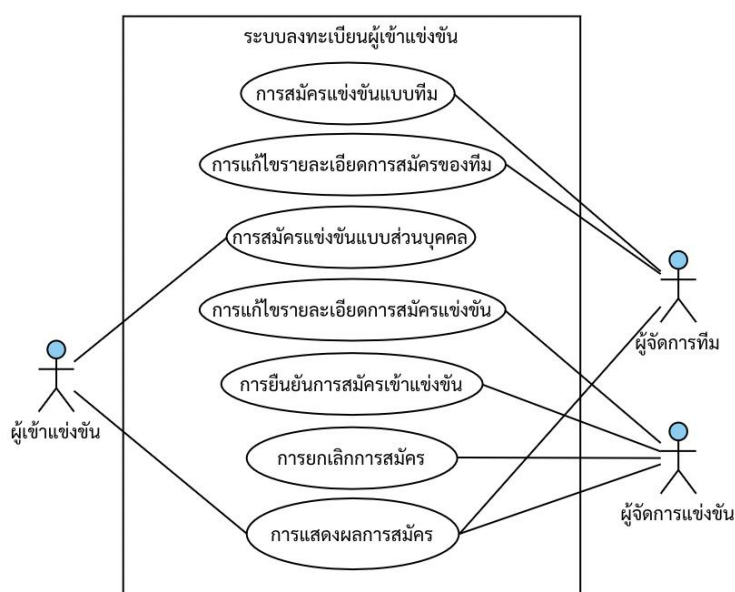 ระบบลงทะเบียนผู้เข้าแข่งขัน
การสมัครแข่งขันแบบทีม
การแก้ไขรายละเอียดการสมัครของทีม
การสมัครแข่งขันแบบส่วนบุคคล
การแก้ไขรายละเอียดการสมัครแข่งขัน
ผู้จัดการทีม
การยืนยันการสมัครเข้าแข่งขัน
ผู้เข้าแข่งขัน
การยกเลิกการสมัคร
ผู้จัดการแข่งขัน
การแสดงผลการสมัคร